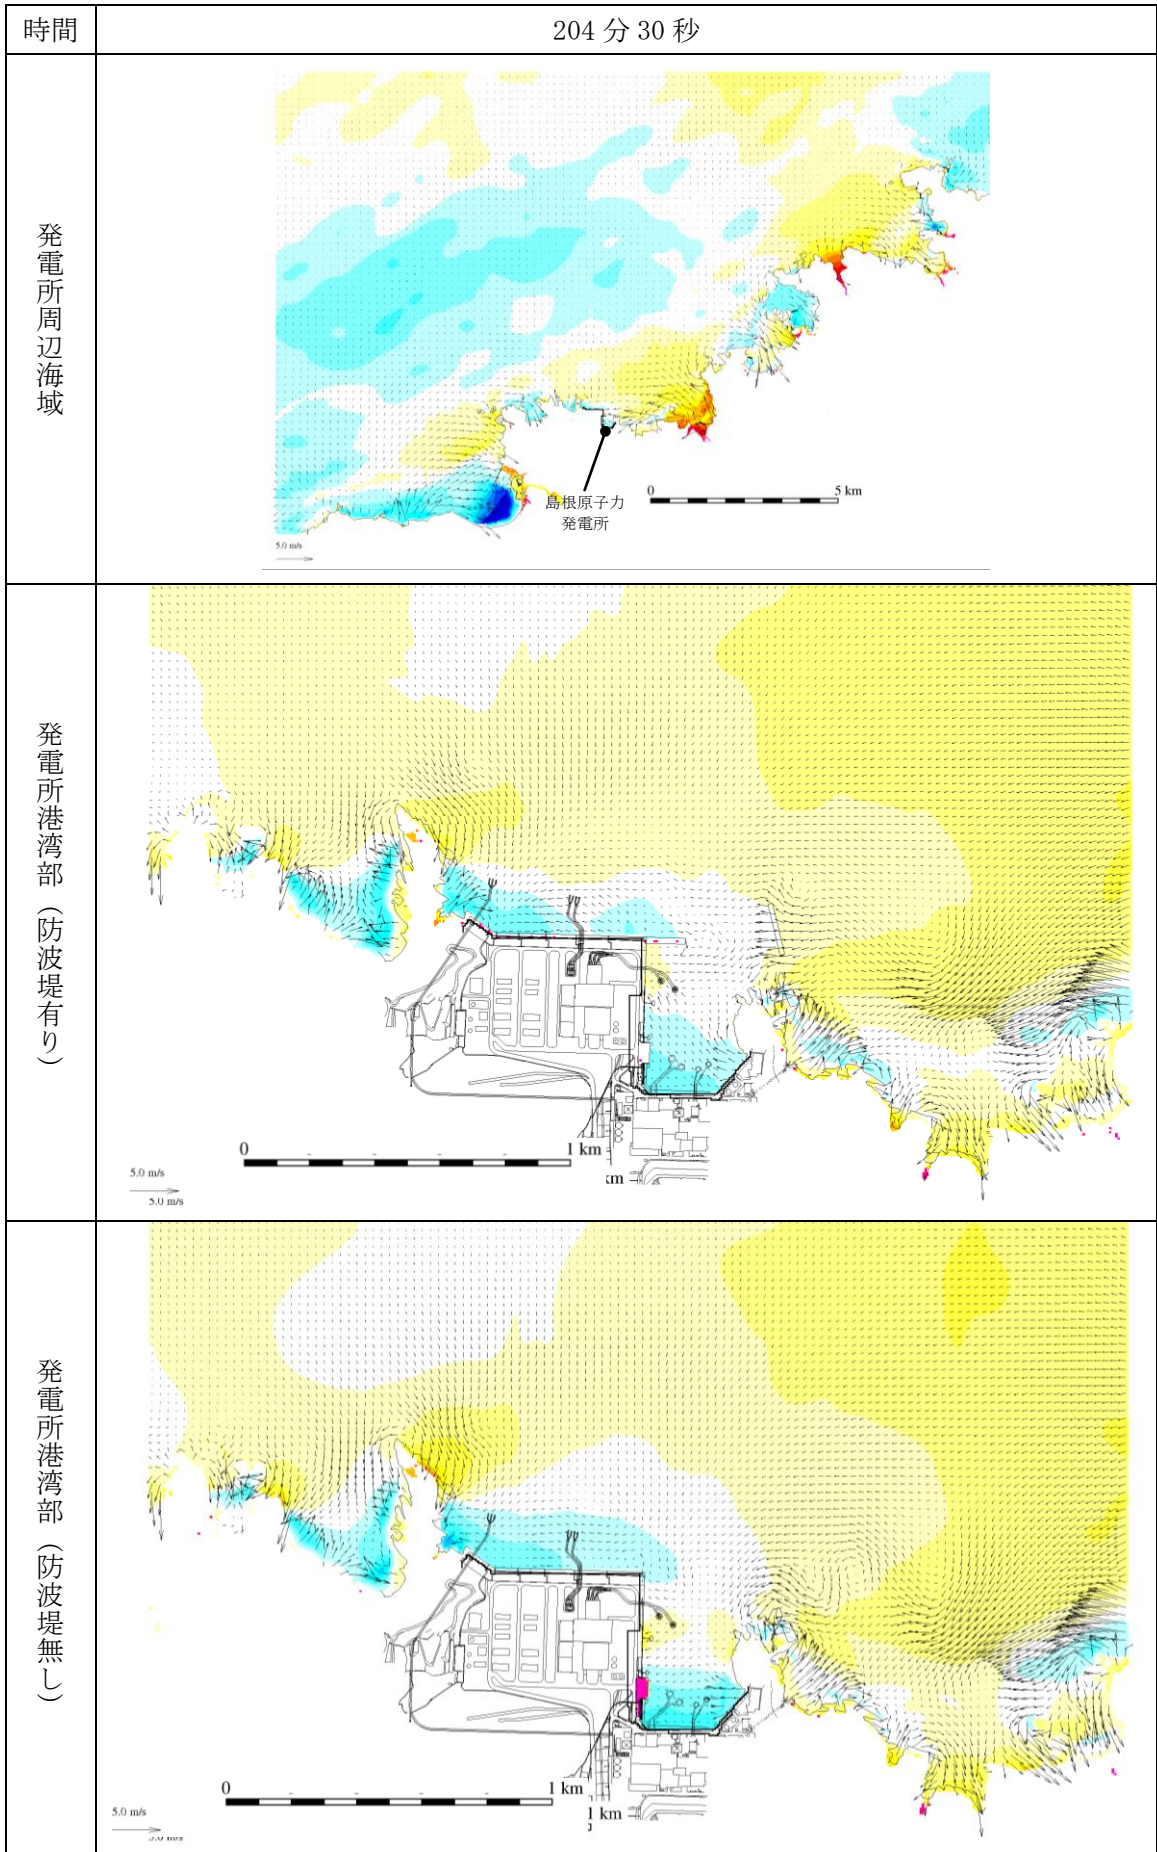 時間
204 分 30 秒
発電所周辺海域
島根原子力
発電所
0
5 km
5.0 m/s
発電所港湾部（防波堤有り）
0
1 km
km
5.0 m/s
5.0 m/s
発電所港湾部（防波堤無し）
0
1 km
1 km
5.0 m/s